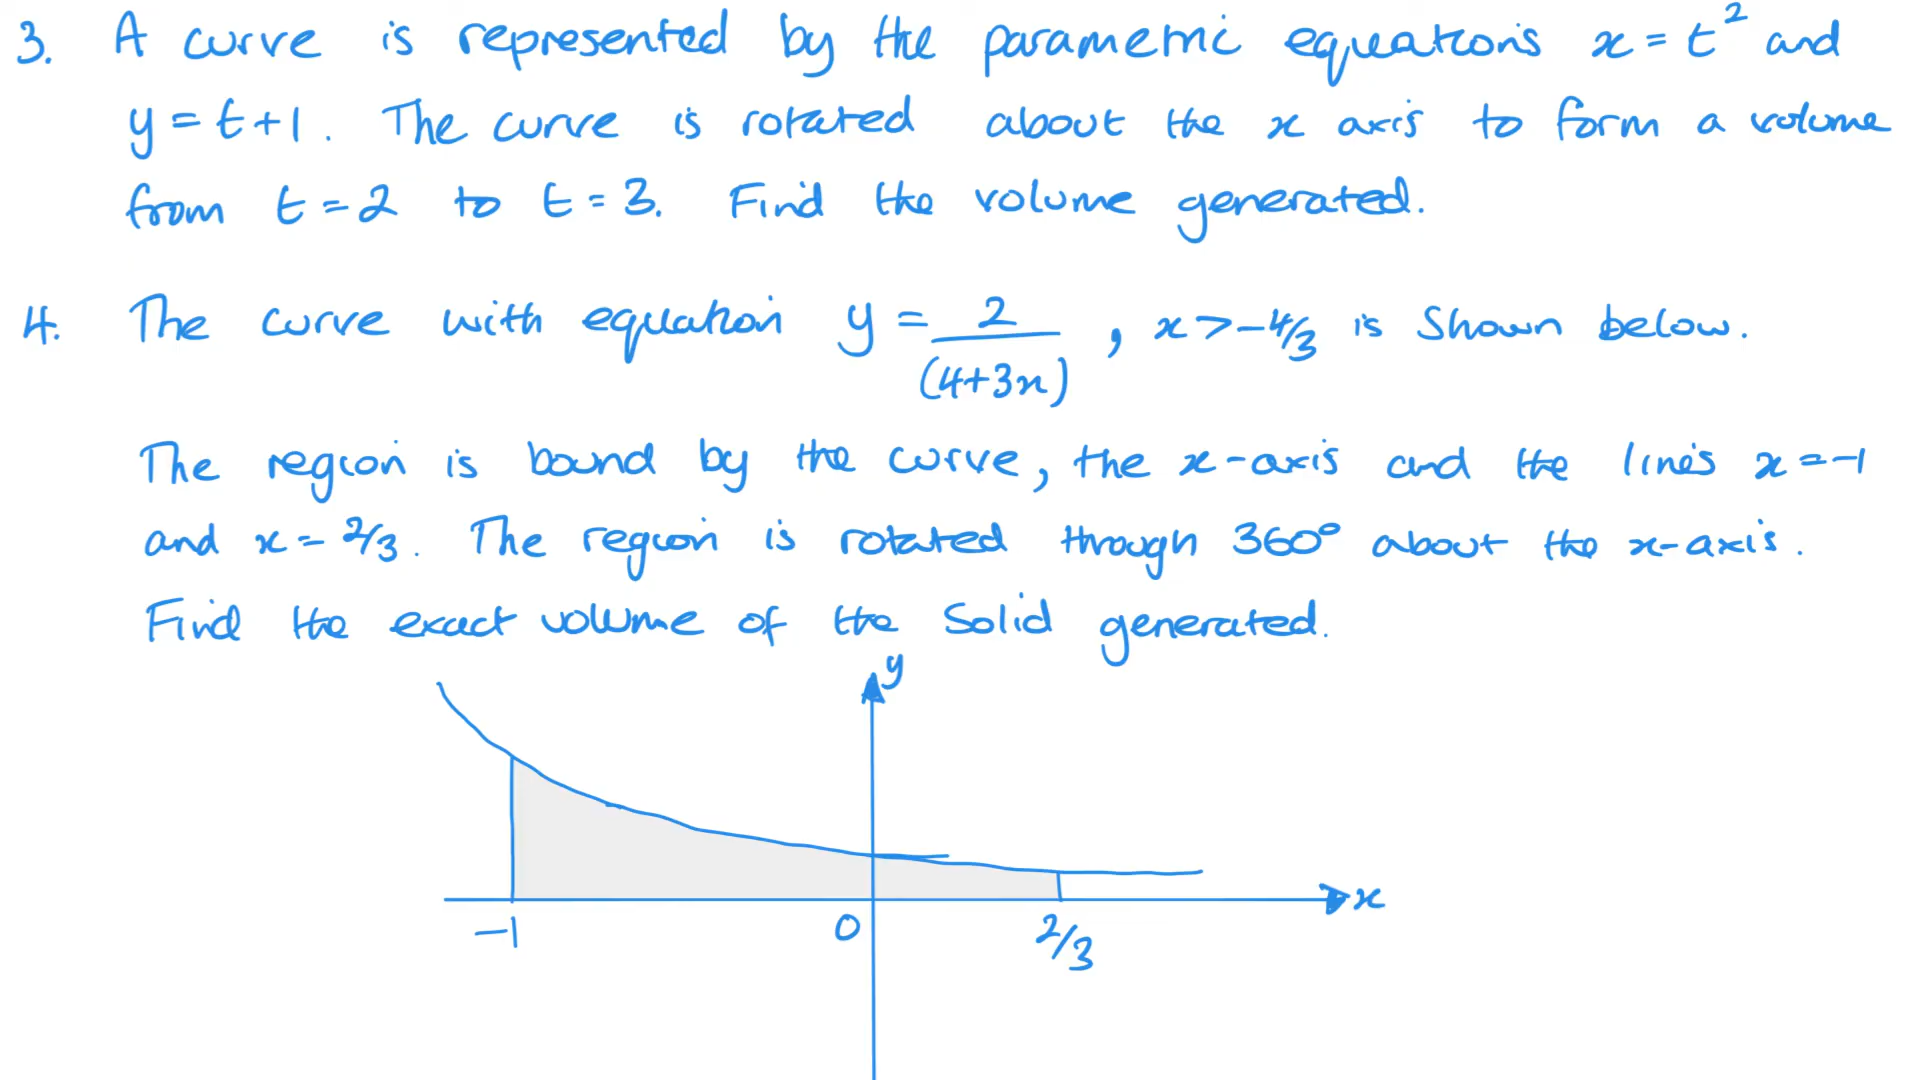 3. A curve is represented by the parametric equations x = t² and
y = t + 1. The curve is rotated about the x axis to form a volume
from t = 2 to t = 3. Find the volume generated.
4. The curve with equation y = 2/(4+3x), x > -4/3 is shown below.
The region is bound by the curve, the x-axis and the lines x = -1
and x = 2/3. The region is rotated through 360° about the x-axis.
Find the exact volume of the solid generated.
y
x
-1 0 2/3